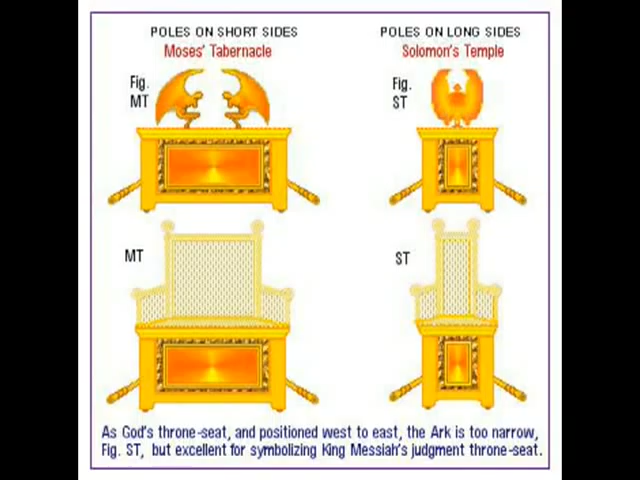 POLES ON SHORT SIDES
Moses' Tabernacle
POLES ON LONG SIDES
Solomon's Temple
Fig.
MT
Fig.
ST
MT
ST
As God's throne-seat, and positioned west to east, the Ark is too narrow,
Fig. ST, but excellent for symbolizing King Messiah's judgment throne-seat.